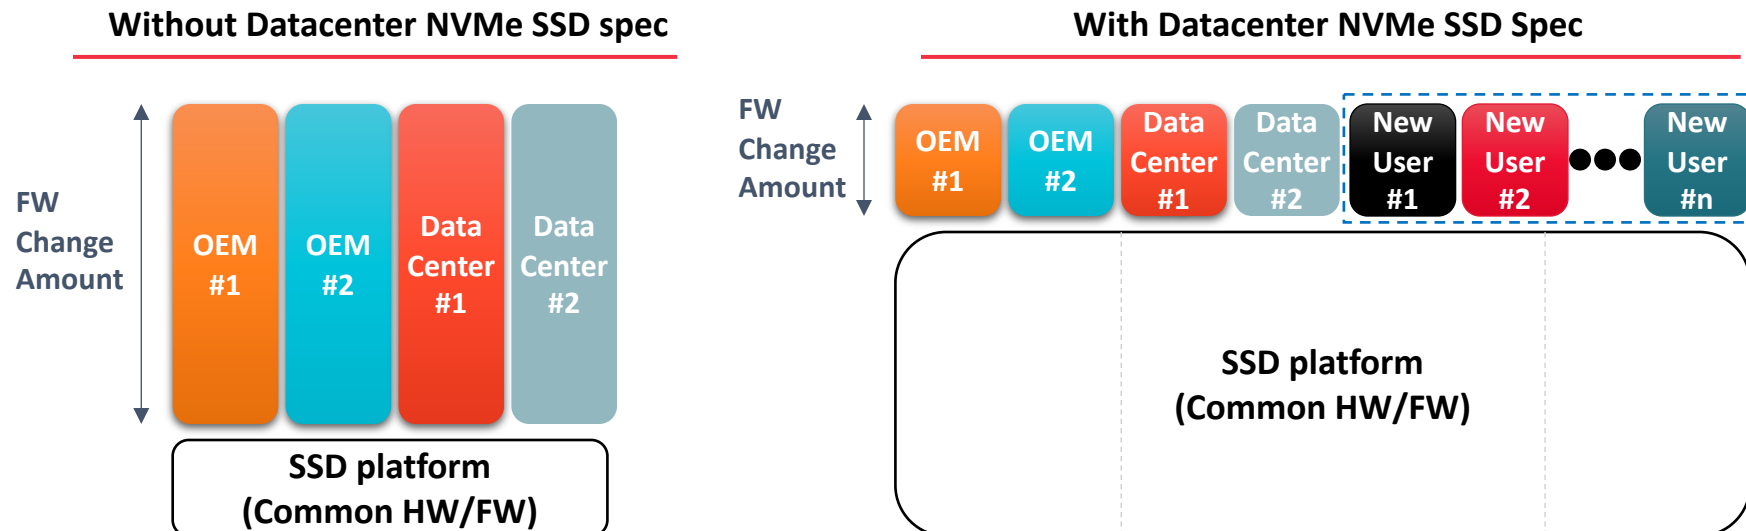 Without Datacenter NVMe SSD spec
FW
Change
Amount
OEM
#1
OEM
#2
Data
Center
#1
Data
Center
#2
SSD platform
(Common HW/FW)
With Datacenter NVMe SSD Spec
FW
Change
Amount
OEM
#1
OEM
#2
Data
Center
#1
Data
Center
#2
New
User
#1
New
User
#2
New
User
#n
SSD platform
(Common HW/FW)